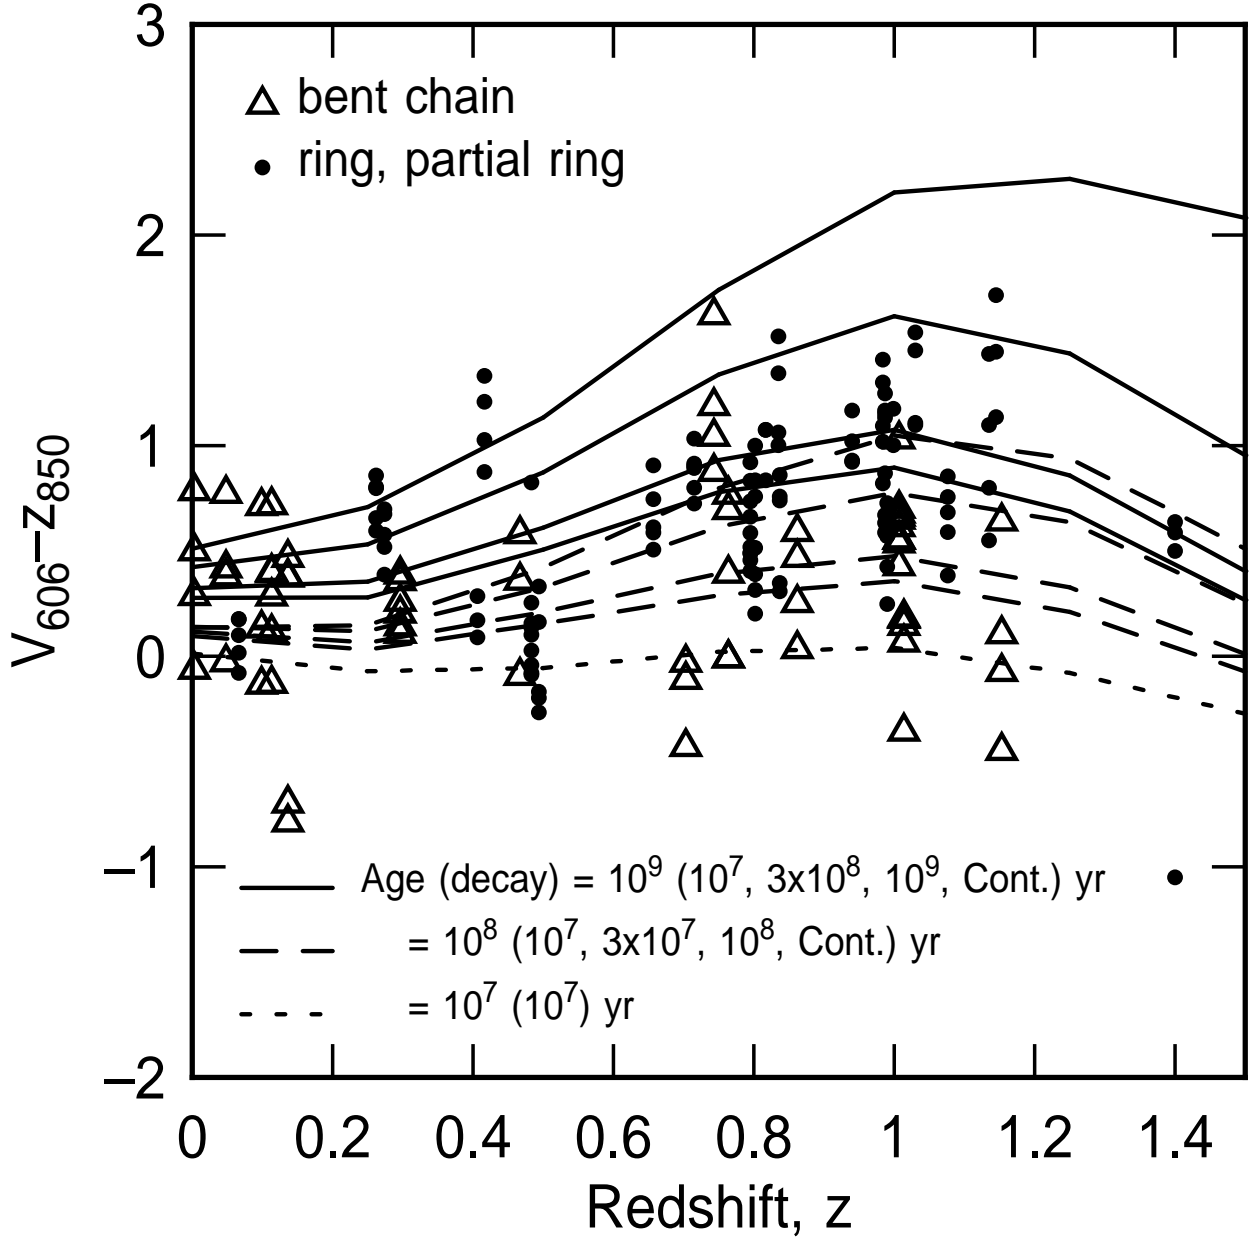 3
2
1
0
−1
−2
V606−z850
bent chain
ring, partial ring
Age (decay) = 10^9 (10^7, 3x10^8, 10^9, Cont.) yr
= 10^8 (10^7, 3x10^7, 10^8, Cont.) yr
= 10^7 (10^7) yr
0 0.2 0.4 0.6 0.8 1 1.2 1.4
Redshift, z